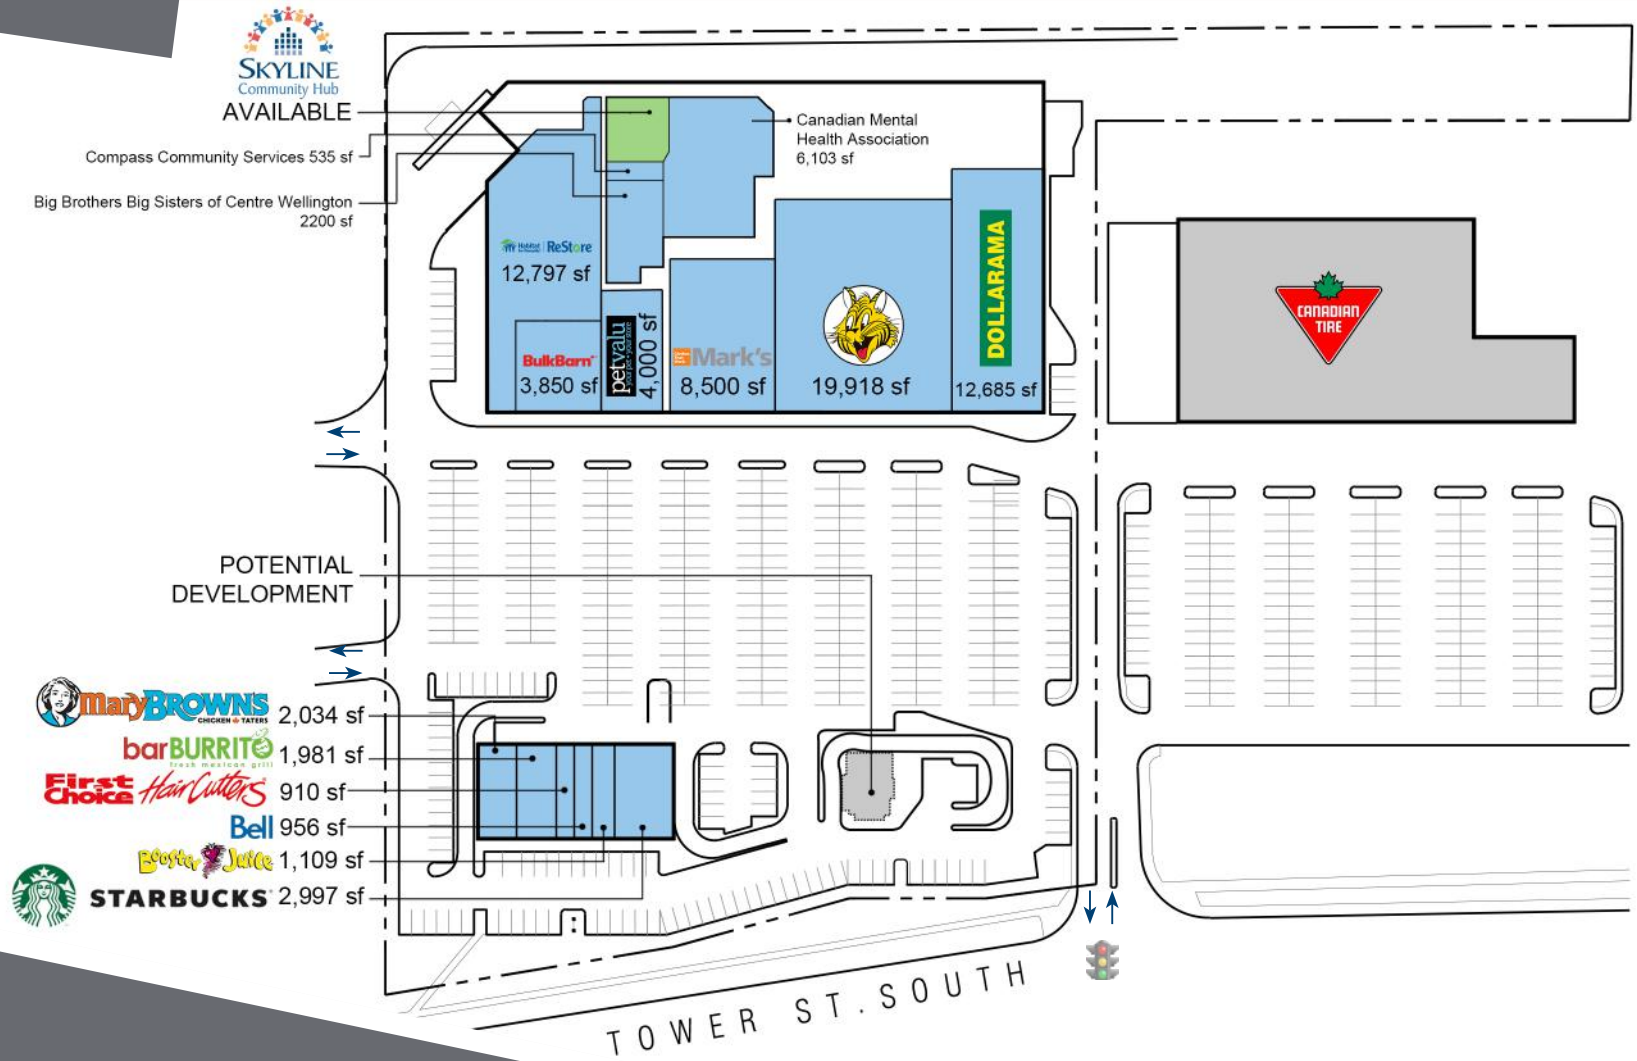 SKYLINE
Community Hub
AVAILABLE
Compass Community Services 535 sf
Big Brothers Big Sisters of Centre Wellington
2200 sf
Canadian Mental
Health Association
6,103 sf
Habitat
for Humanity
ReStore
12,797 sf
BulkBarn
3,850 sf
petvalu
4,000 sf
Mark's
8,500 sf
19,918 sf
DOLLARAMA
12,685 sf
CANADIAN
TIRE
POTENTIAL
DEVELOPMENT
maryBROWN'S
CHICKEN & TATERS
2,034 sf
barBURRITO
fresh mexican grill
1,981 sf
First
Choice
HairCutters
910 sf
Bell
956 sf
Booster Juice
1,109 sf
STARBUCKS
2,997 sf
TOWER ST. SOUTH